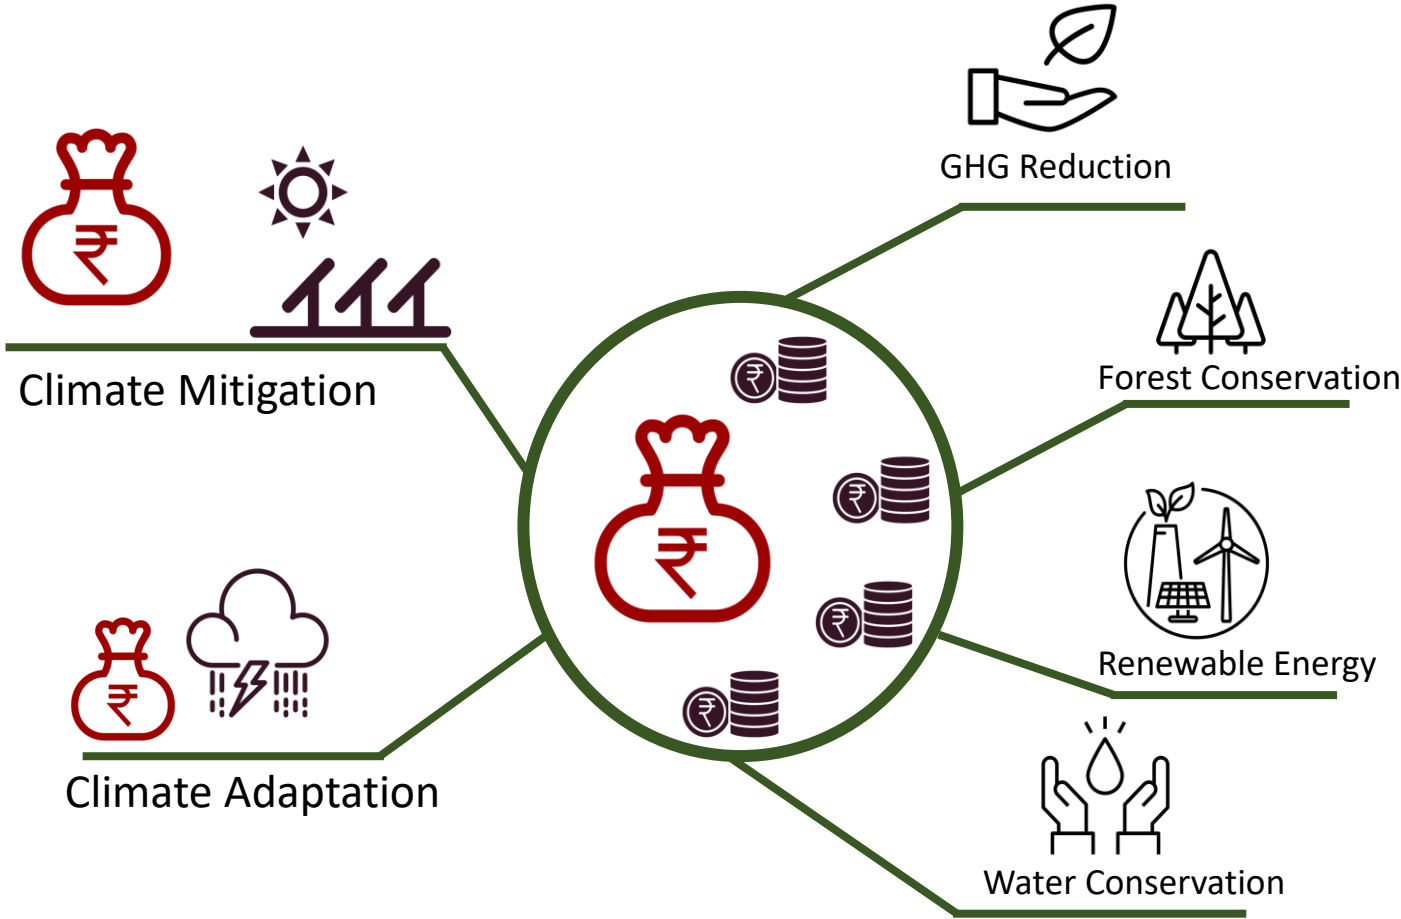 GHG Reduction
₹
Climate Mitigation
₹
Forest Conservation
₹
₹
₹
Renewable Energy
₹
₹
Climate Adaptation
₹
Water Conservation